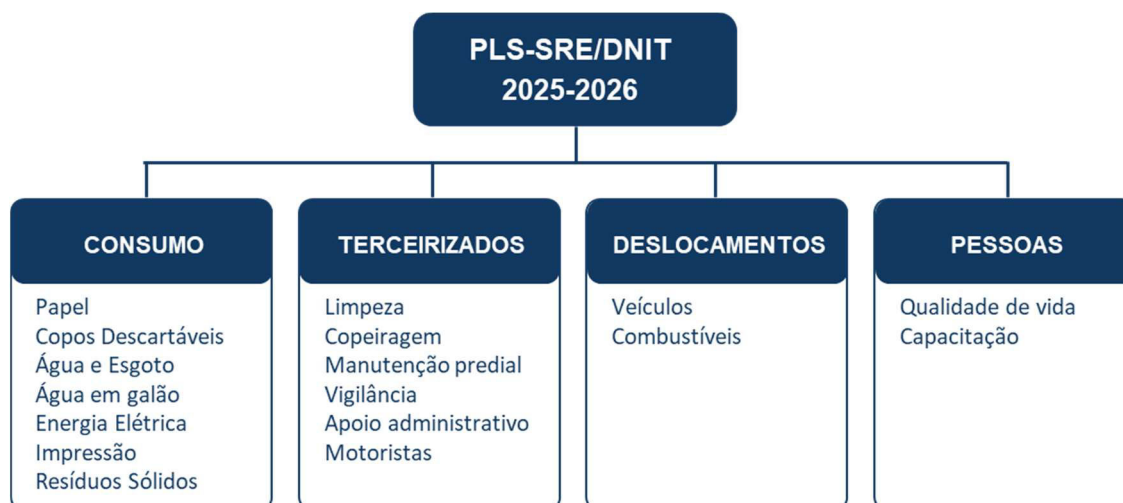 PLS-SRE/DNIT
2025-2026
CONSUMO
Papel
Copos Descartáveis
Água e Esgoto
Água em galão
Energia Elétrica
Impressão
Resíduos Sólidos
TERCEIRIZADOS
Limpeza
Copeiragem
Manutenção predial
Vigilância
Apoio administrativo
Motoristas
DESLOCAMENTOS
Veículos
Combustíveis
PESSOAS
Qualidade de vida
Capacitação